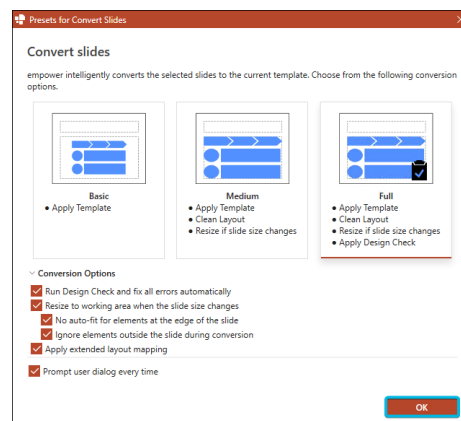 Presets for Convert Slides
Convert slides
empower intelligently converts the selected slides to the current template. Choose from the following conversion
options.
Basic
• Apply Template
Medium
• Apply Template
• Clean Layout
• Resize if slide size changes
Full
• Apply Template
• Clean Layout
• Resize if slide size changes
• Apply Design Check
Conversion Options
Run Design Check and fix all errors automatically
Resize to working area when the slide size changes
No auto-fit for elements at the edge of the slide
Ignore elements outside the slide during conversion
Apply extended layout mapping
Prompt user dialog every time
OK